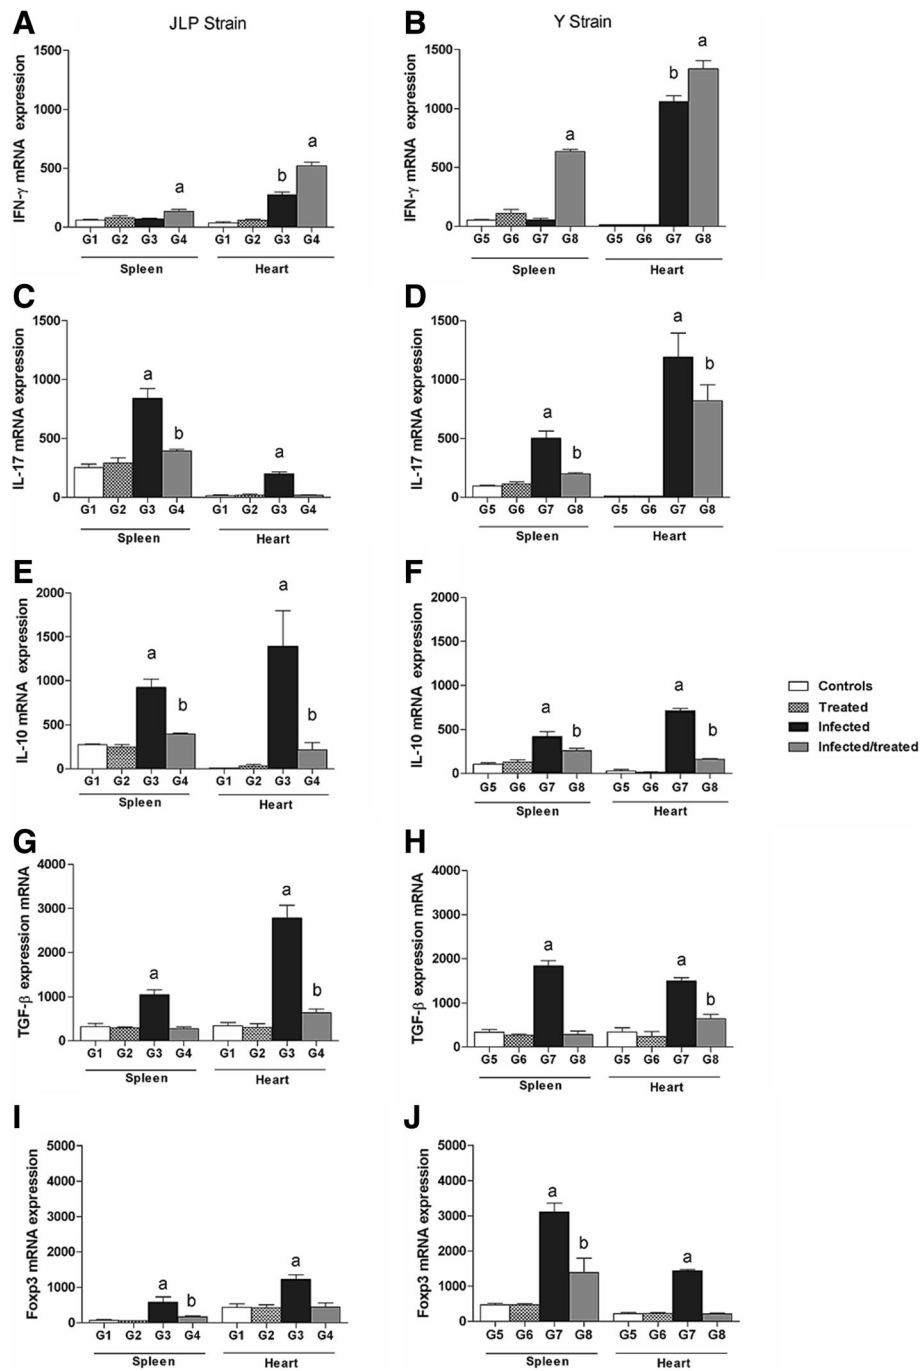 A
JLP Strain
IFN-γ mRNA expression
1500
1000
500
0
a
b
a
G1 G2 G3 G4 G1 G2 G3 G4
Spleen Heart
B
Y Strain
IFN-γ mRNA expression
1500
1000
500
0
a
b
a
G5 G6 G7 G8 G5 G6 G7 G8
Spleen Heart
C
IL-17 mRNA expression
1500
1000
500
0
a
b
a
G1 G2 G3 G4 G1 G2 G3 G4
Spleen Heart
D
IL-17 mRNA expression
1500
1000
500
0
a
b
a
b
G5 G6 G7 G8 G5 G6 G7 G8
Spleen Heart
E
IL-10 mRNA expression
2000
1500
1000
500
0
a
b
a
b
G1 G2 G3 G4 G1 G2 G3 G4
Spleen Heart
F
IL-10 mRNA expression
2000
1500
1000
500
0
a
b
a
b
G5 G6 G7 G8 G5 G6 G7 G8
Spleen Heart
Controls
Treated
Infected
Infected/treated
G
TGF-β expression mRNA
4000
3000
2000
1000
0
a
a
b
G1 G2 G3 G4 G1 G2 G3 G4
Spleen Heart
H
TGF-β expression mRNA
4000
3000
2000
1000
0
a
a
b
G5 G6 G7 G8 G5 G6 G7 G8
Spleen Heart
I
Foxp3 mRNA expression
5000
4000
3000
2000
1000
0
a
b
a
G1 G2 G3 G4 G1 G2 G3 G4
Spleen Heart
J
Foxp3 mRNA expression
5000
4000
3000
2000
1000
0
a
b
a
G5 G6 G7 G8 G5 G6 G7 G8
Spleen Heart